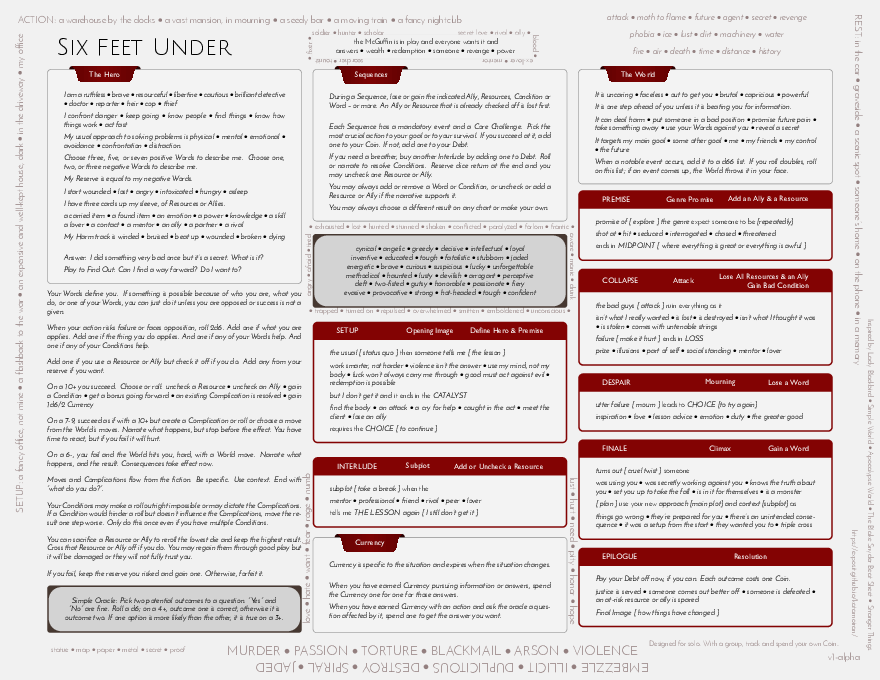 ACTION: a warehouse by the docks • a vast mansion, in mourning • a seedy bar • a moving train • a fancy nightclub
SIX FEET UNDER
The Hero
I am a ruthless • brave • resourceful • libertine • cautious • brilliant detective
• doctor • reporter • heir • cop • thief
I confront danger • keep going • know people • find things • know how
things work • act fast
My usual approach to solving problems is physical • mental • emotional •
avoidance • confrontation • distraction.
Choose three, five, or seven positive Words to describe me. Choose one,
two, or three negative Words to describe me.
My Reserve is equal to my negative Words.
I start wounded • lost • angry • intoxicated • hungry • asleep
I have three cards up my sleeve, of Resources or Allies.
a carried item • a found item • an emotion • a power • knowledge • a skill
a lover • a contact • a mentor • an ally • a partner • a rival
My Harm track is winded • bruised • beat up • wounded • broken • dying
Answer: I did something very bad once but it's a secret. What is it?
Play to Find Out: Can I find a way forward? Do I want to?
Your Words define you. If something is possible because of who you are, what you
do, or one of your Words, you can just do it unless you are opposed or success is not a
given.
When your action risks failure or faces opposition, roll 2d6. Add one if what you are
applies. Add one if the thing you do applies. And one if any of your Words help. And
one if any of your Conditions help.
Add one if you use a Resource or Ally but check it off if you do. Add any from your
reserve if you want.
On a 10+ you succeed. Choose or roll: uncheck a Resource • uncheck an Ally • gain
a Condition • get a bonus going forward • an existing Complication is resolved • gain
1d6/2 Currency
On a 7-9, succeed as if with a 10+ but create a Complication or roll or choose a move
from the World's moves. Narrate what happens, but stop before the effect. You have
time to react, but if you fail it will hurt.
On a 6-, you fail and the World hits you, hard, with a World move. Narrate what
happens, and the result. Consequences take effect now.
Moves and Complications flow from the fiction. Be specific. Use context. End with
"what do you do?".
Your Conditions may make a roll outright impossible or may dictate the Complications.
If a Condition would hinder a roll but doesn't influence the Complications, move the re-
sult one step worse. Only do this once even if you have multiple Conditions.
You can sacrifice a Resource or Ally to reroll the lowest die and keep the highest result.
Cross that Resource or Ally off if you do. You may regain them through good play but
it will be damaged or they will not fully trust you.
If you fail, keep the reserve you risked and gain one. Otherwise, forfeit it.
Simple Oracle: Pick two potential outcomes to a question. "Yes" and
"No" are fine. Roll a d6; on a 4+, outcome one is correct; otherwise it is
outcome two. If one option is more likely than the other, it is true on a 3+.
statue • map • paper • metal • secret • proof
soldier • hunter • scholar
secret love • rival • ally •
the McGuffin is in play and everyone wants it and
answers • wealth • redemption • someone • revenge • power
Sequences
During a Sequence, lose or gain the indicated Ally, Resources, Condition or
Word – or more. An Ally or Resource that is already checked off is lost first.
Each Sequence has a mandatory event and a Core Challenge. Pick the
most crucial action to your goal or to your survival. If you succeed at it, add
one to your Coin. If not, add one to Debt.
If you need a breather, buy another Interlude by adding one to Debt. Roll
or narrate to resolve Conditions. Reserve dice return at the end and you
may uncheck one Resource or Ally.
You may always add or remove a Word or Condition, or uncheck or add a
Resource or Ally if the narrative supports it.
You may always choose a different result on any chart or make your own.
• exhausted • lost • harried • stunned • shaken • conflicted • paralyzed • forlorn • frantic
cynical • angelic • greedy • decisive • intellectual • loyal
inventive • educated • tough • fatalistic • stubborn • jaded
energetic • brave • curious • suspicious • lucky • unforgettable
methodical • haunted • lusty • devilish • arrogant • perceptive
deft • two-fisted • gutsy • honorable • passionate • fiery
evasive • provocative • strong • hot-headed • tough • confident
• trapped • turned on • repulsed • overwhelmed • inebriated • embittered • unconscious •
SETUP Opening Image Define Hero & Premise
the usual [ status quo ] than someone tells me [ the lesson ]
work smarter, not harder • violence isn't the answer • use my mind, not my
body • luck won't always carry me through • good must act against evil •
redemption is possible
but I don't get it and it ends in the CATALYST
find the body • an attack • a cry for help • caught in the act • meet the
client • lose an ally
requires the CHOICE [ to continue ]
INTERLUDE Subplot Add or Uncheck a Resource
subplot [ take a break ] when the
mentor • professional • friend • rival • peer • lover
tells me THE LESSON again [ I still don't get it ]
Currency
Currency is specific to the situation and expires when the situation changes.
When you have earned Currency pursuing information or answers, spend
the Currency one for one for those answers.
When you have earned Currency with an action and ask the oracle a ques-
tion affected by it, spend one to get the answer you want.
attack • moth to flame • future • agent • secret • revenge
phobia • ice • lust • dirt • machinery • water
fire • air • death • time • distance • history
The World
It is uncaring • faceless • out to get you • brutal • capricious • powerful
It is one step ahead of you unless it is beating you for information.
It can deal harm • put someone in a bad position • promise future pain •
take something away • use your Words against you • reveal a secret
It targets my main goal • some other goal • me • my friends • my control
• the future
When a notable event occurs, add it to a d66 list. If you roll doubles, roll
on this list; if an event comes up, the World throws it in your face.
PREMISE Genre Promise Add an Ally & a Resource
promise of [ explore ] the genre expect someone to be [repeatedly]
shot at • hit • seduced • interrogated • chased • threatened
ends in MIDPOINT [ where everything is great or everything is awful ]
COLLAPSE Attack Lose All Resources & an Ally
Gain Bad Condition
the bad guys [ attack ] ruin everything as it
isn't what I really wanted • is lost • is destroyed • isn't what I thought it was
• is stolen • comes with untenable strings
failure [ make it hurt ] ends in LOSS
prize • illusions • part of self • social standing • mentor • lover
DESPAIR Mourning Lose a Word
utter failure [ mourn ] leads to CHOICE [to try again]
inspiration • love • lesson advice • emotion • duty • the greater good
FINALE Climax Gain a Word
turns out [ cruel twist ] someone
was using you • was secretly working against you • knows the truth about
you • set you up to take the fall • is in it for themselves • is a monster
[ plan ] use your new approach (main plot) and context (subplot) as
things go wrong • they're prepared for you • there's an unintended conse-
quence • it was a setup from the start • they wanted you to • triple cross
EPILOGUE Resolution
Pay your Debt off now, if you can. Each outcome costs one Coin.
justice is served • someone comes out better off • someone is defeated •
an at-risk resource or ally is spared
Final Image [ how things have changed ]
Designed for solo. With a group, track and spend your own Coin.
v1-alpha
MURDER • PASSION • TORTURE • BLACKMAIL • ARSON • VIOLENCE
EMBEZZLE • ILLICIT • DUPLICITOUS • DESTROY • SPIRAL • JADED
SETUP: a fancy office, not mine • a flashback to the war • an expensive and well-kept house, dark • in the driveway • my office
REST: in the car • graveside • a scenic spot • someone's home • on the phone • in a memory